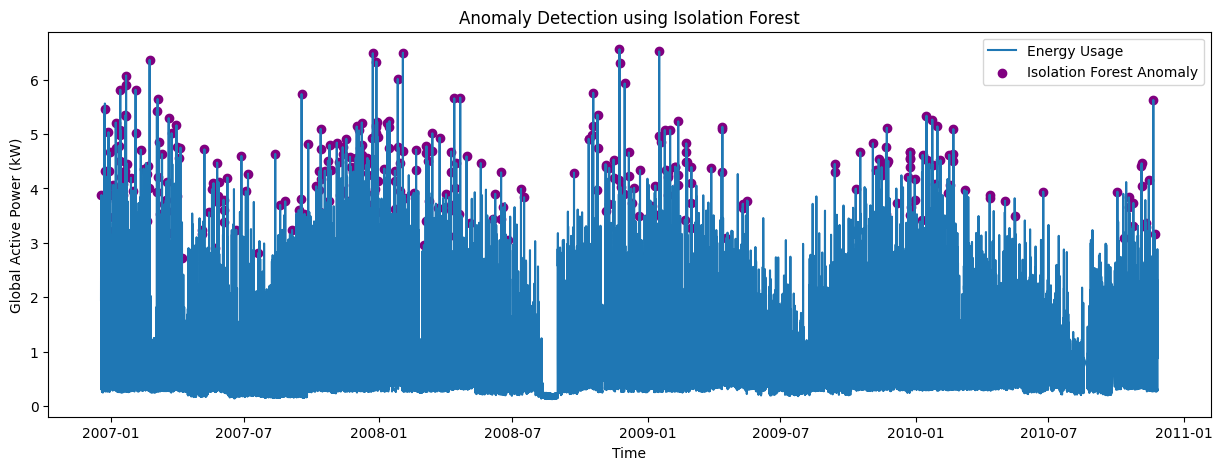 Anomaly Detection using Isolation Forest
Energy Usage
Isolation Forest Anomaly
Global Active Power (kW)
6
5
4
3
2
1
0
2007-01 2007-07 2008-01 2008-07 2009-01 2009-07 2010-01 2010-07 2011-01
Time